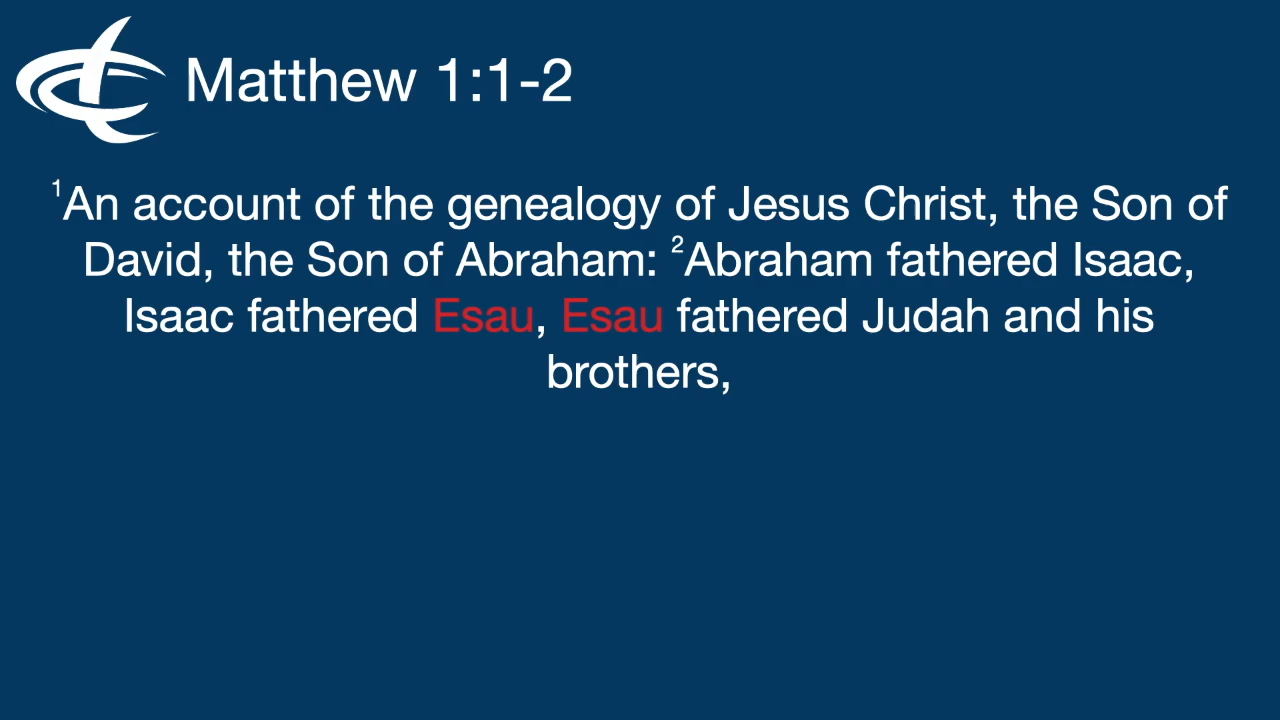 Matthew 1:1-2
¹An account of the genealogy of Jesus Christ, the Son of
David, the Son of Abraham: ²Abraham fathered Isaac,
Isaac fathered Esau, Esau fathered Judah and his
brothers,